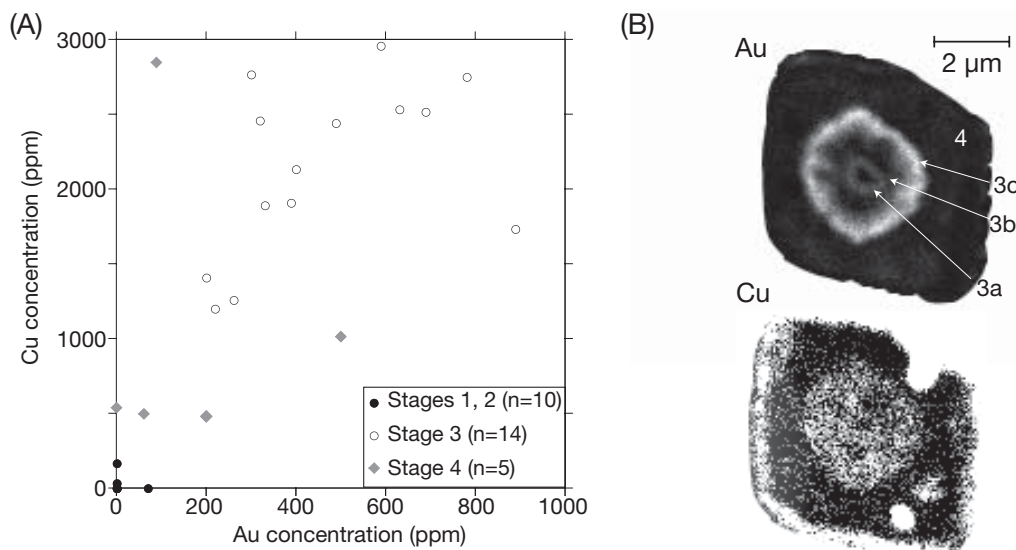 (A)
3000
2000
1000
0
0
200
400
600
800
1000
Cu concentration (ppm)
Au concentration (ppm)
Stages 1, 2 (n=10)
Stage 3 (n=14)
Stage 4 (n=5)
(B)
Au
2 μm
4
3c
3b
3a
Cu